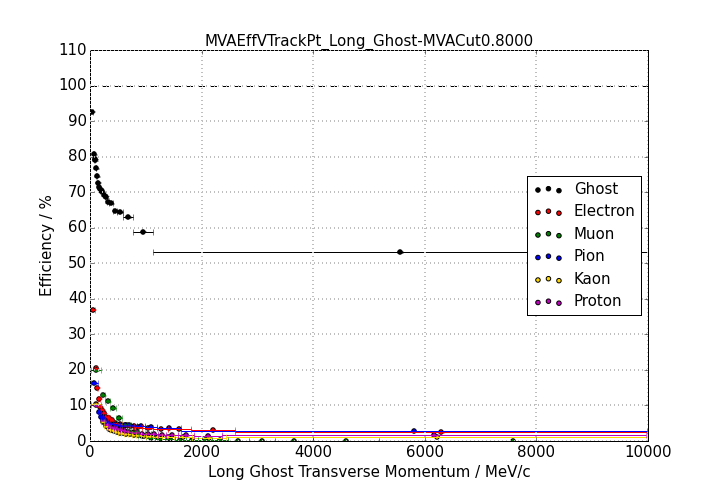 MVAEffVTrackPt_Long_Ghost-MVACut0.8000
110
100
90
80
70
60
50
40
30
20
10
0
Efficiency / %
Ghost
Electron
Muon
Pion
Kaon
Proton
0 2000 4000 6000 8000 10000
Long Ghost Transverse Momentum / MeV/c